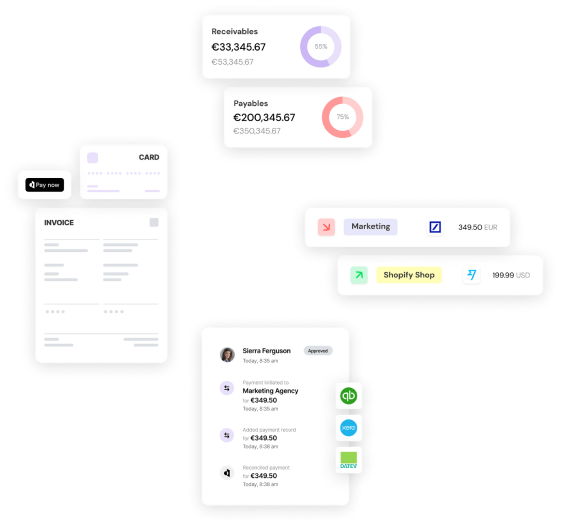 Receivables
€33,345.67
€53,345.67
65%
Payables
€200,345.67
€350,345.67
75%
CARD
Pay now
INVOICE
Marketing
349.50 EUR
Shopify Shop
199.99 USD
Sierra Ferguson
Approved
Today, 8:35 am
Payment initiated to
Marketing Agency
for €349.50
Today, 8:35 am
Added payment record
for €349.50
Today, 8:38 am
Reconciled payment
for €349.50
Today, 8:38 am
qb
xero
DATEV